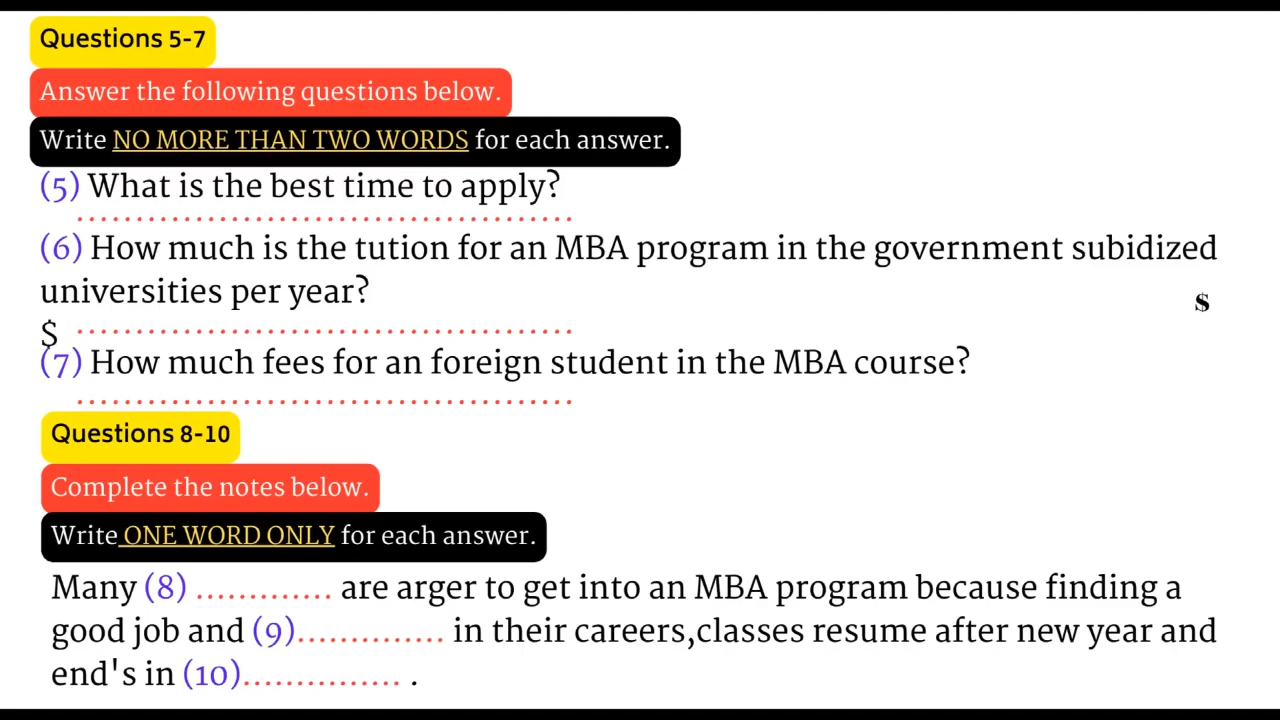 Questions 5-7
Answer the following questions below.
Write NO MORE THAN TWO WORDS for each answer.
(5) What is the best time to apply?
..........................................
(6) How much is the tution for an MBA program in the government subidized
universities per year?
$
$ ..........................................
(7) How much fees for an foreign student in the MBA course?
..........................................
Questions 8-10
Complete the notes below.
Write ONE WORD ONLY for each answer.
Many (8) ............. are arger to get into an MBA program because finding a
good job and (9).............. in their careers,classes resume after new year and
end's in (10)............... .